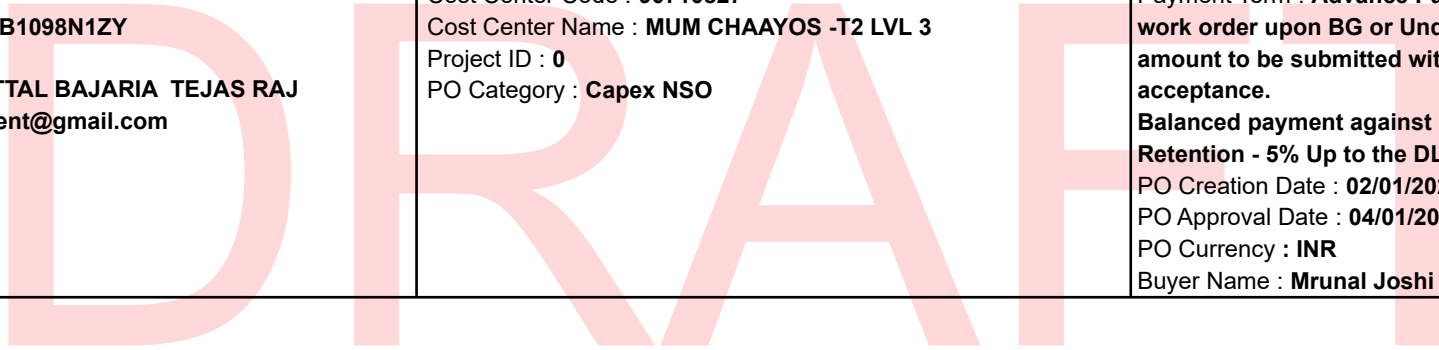 B1098N1ZY
TTAL BAJARIA TEJAS RAJ
ent@gmail.com
Cost Center Name : MUM CHAAYOS -T2 LVL 3
Project ID : 0
PO Category : Capex NSO
work order upon BG or Und
amount to be submitted wit
acceptance.
Balanced payment against
Retention - 5% Up to the DL
PO Creation Date : 02/01/202
PO Approval Date : 04/01/20
PO Currency : INR
Buyer Name : Mrunal Joshi
DRAFT